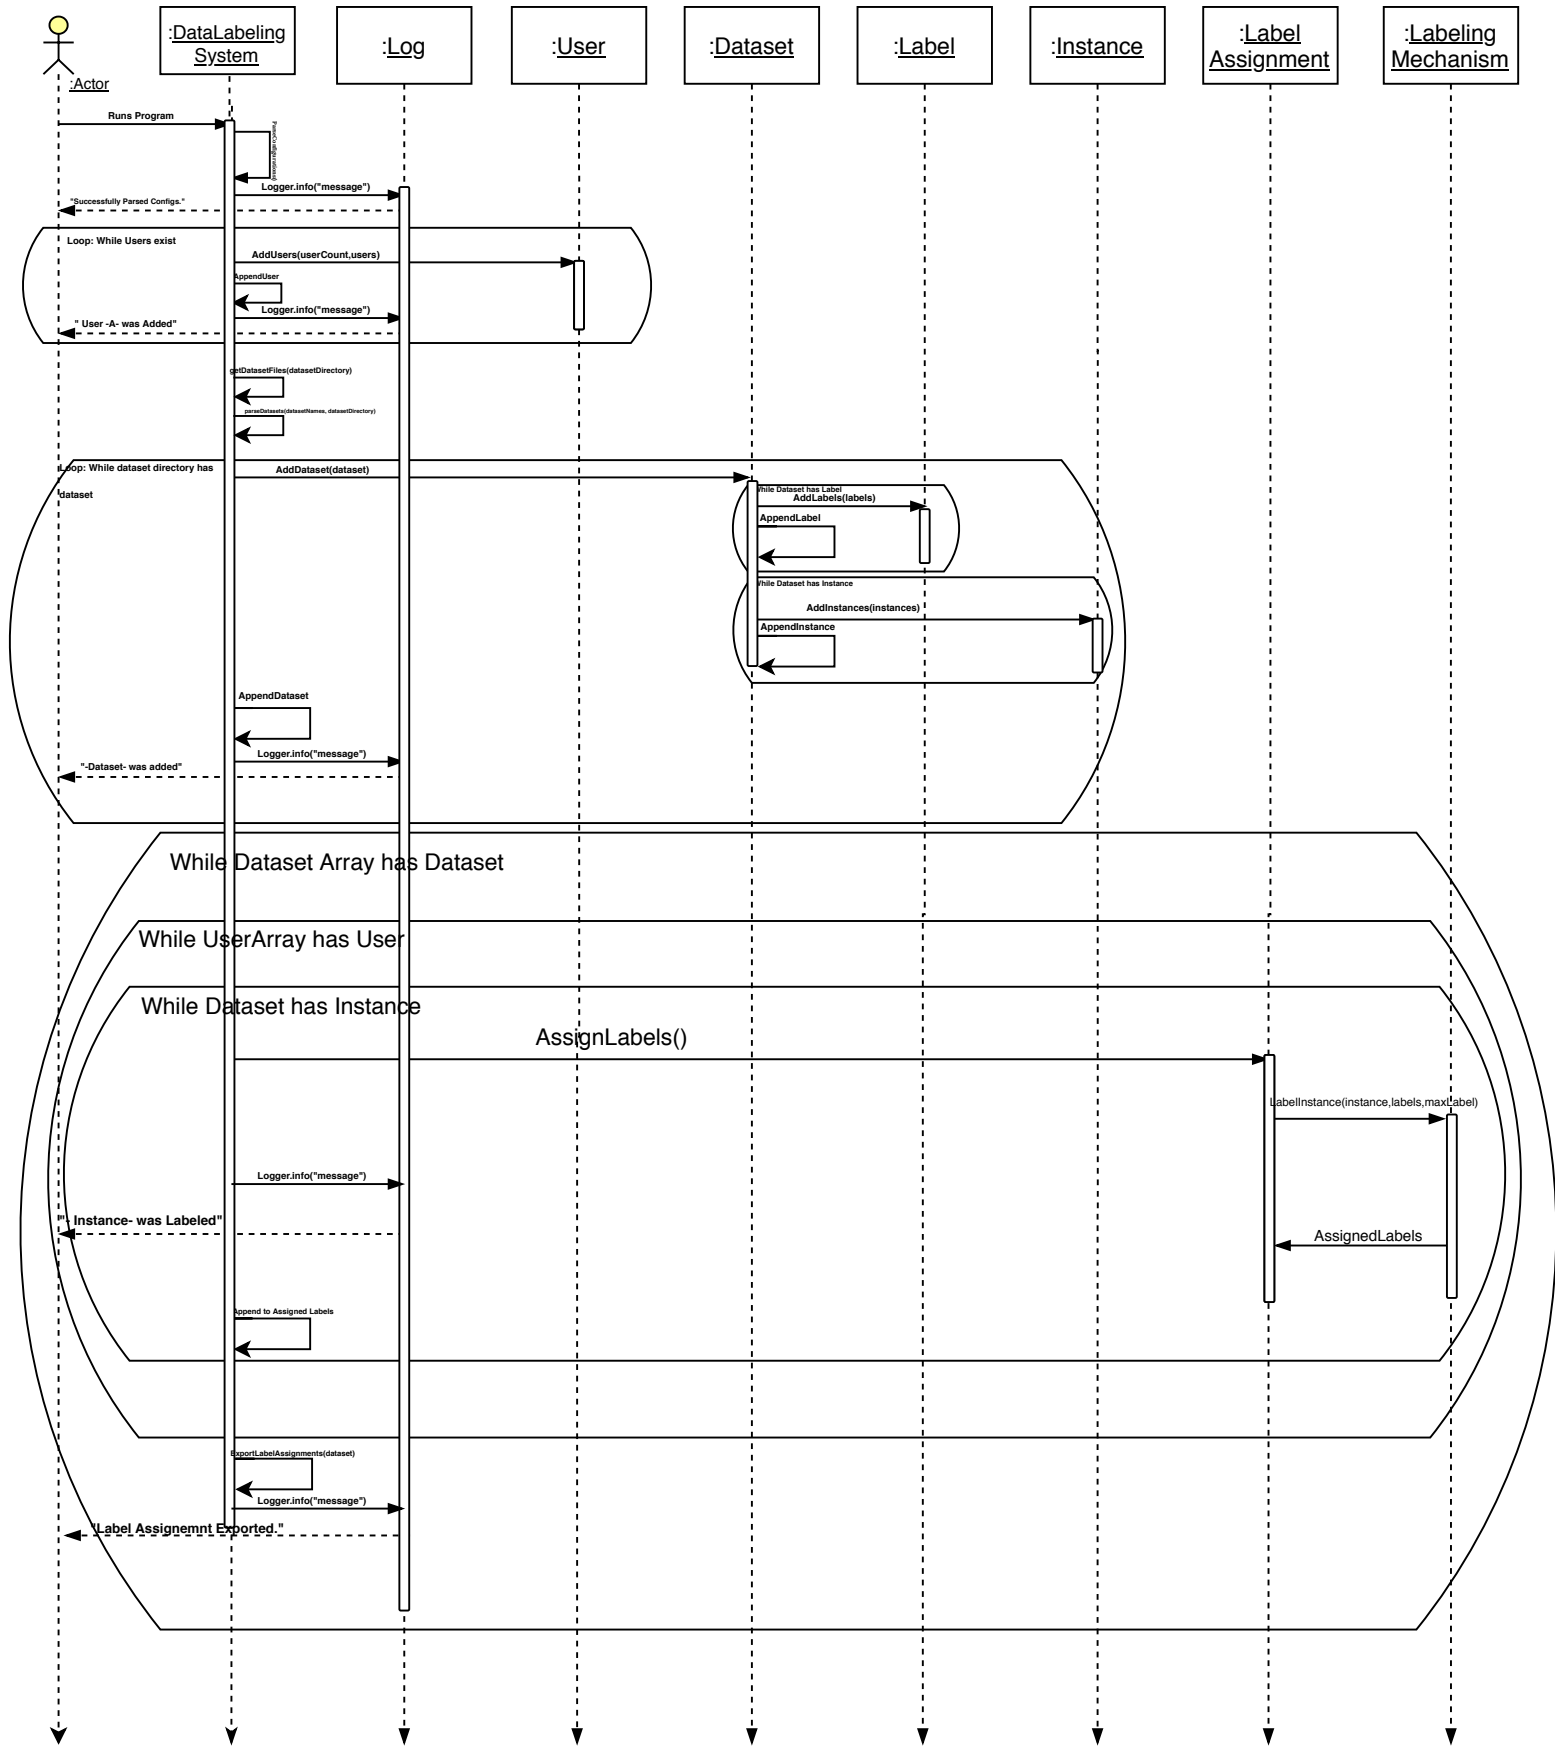 :DataLabeling
System
:Log
:User
:Dataset
:Label
:Instance
:Label
Assignment
:Labeling
Mechanism
:Actor
Runs Program
Logger.info("message")
"Successfully Parsed Configs."
Loop: While Users exist
AddUsers(userCount,users)
AppendUser
Logger.info("message")
" User -A- was Added"
getDatasetFiles(datasetDirectory)
parseDatasets(datasetNames, datasetDirectory)
Loop: While dataset directory has
dataset
AddDataset(dataset)
While Dataset has Label
AddLabels(labels)
AppendLabel
While Dataset has Instance
AddInstances(instances)
AppendInstance
AppendDataset
Logger.info("message")
"-Dataset- was added"
While Dataset Array has Dataset
While UserArray has User
While Dataset has Instance
AssignLabels()
LabelInstance(instance,labels,maxLabel)
Logger.info("message")
"- Instance- was Labeled"
AssignedLabels
Append to Assigned Labels
ExportLabelAssignments(dataset)
Logger.info("message")
"Label Assignemnt Exported."